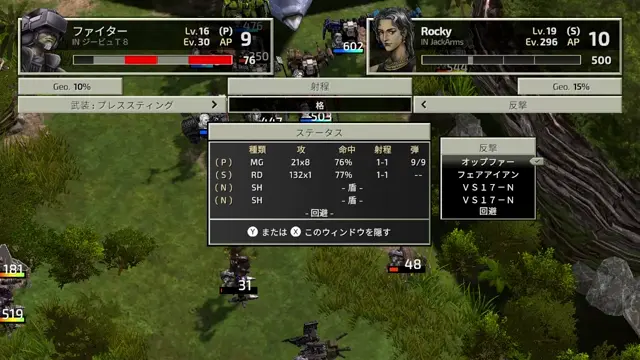 476
ファイター
IN ジービュT8
Lv.16 (P)
Ev.30 AP 9
76
350
602
Rocky
IN JackArms
Lv.19 (S)
Ev.296 AP 10
500
544
Geo. 10%
射程
Geo. 15%
武装 : ブレススティング
格
反撃
447
503
ステータス
種類 攻 命中 射程 弾
(P) MG 21x8 76% 1-1 9/9
(S) RD 132x1 77% 1-1 --
(N) SH - 盾 -
(N) SH - 盾 -
- 回避 -
Y または X このウィンドウを隠す
反撃
オップファー
フェアアイアン
VS17-N
VS17-N
回避
181
31
48
519